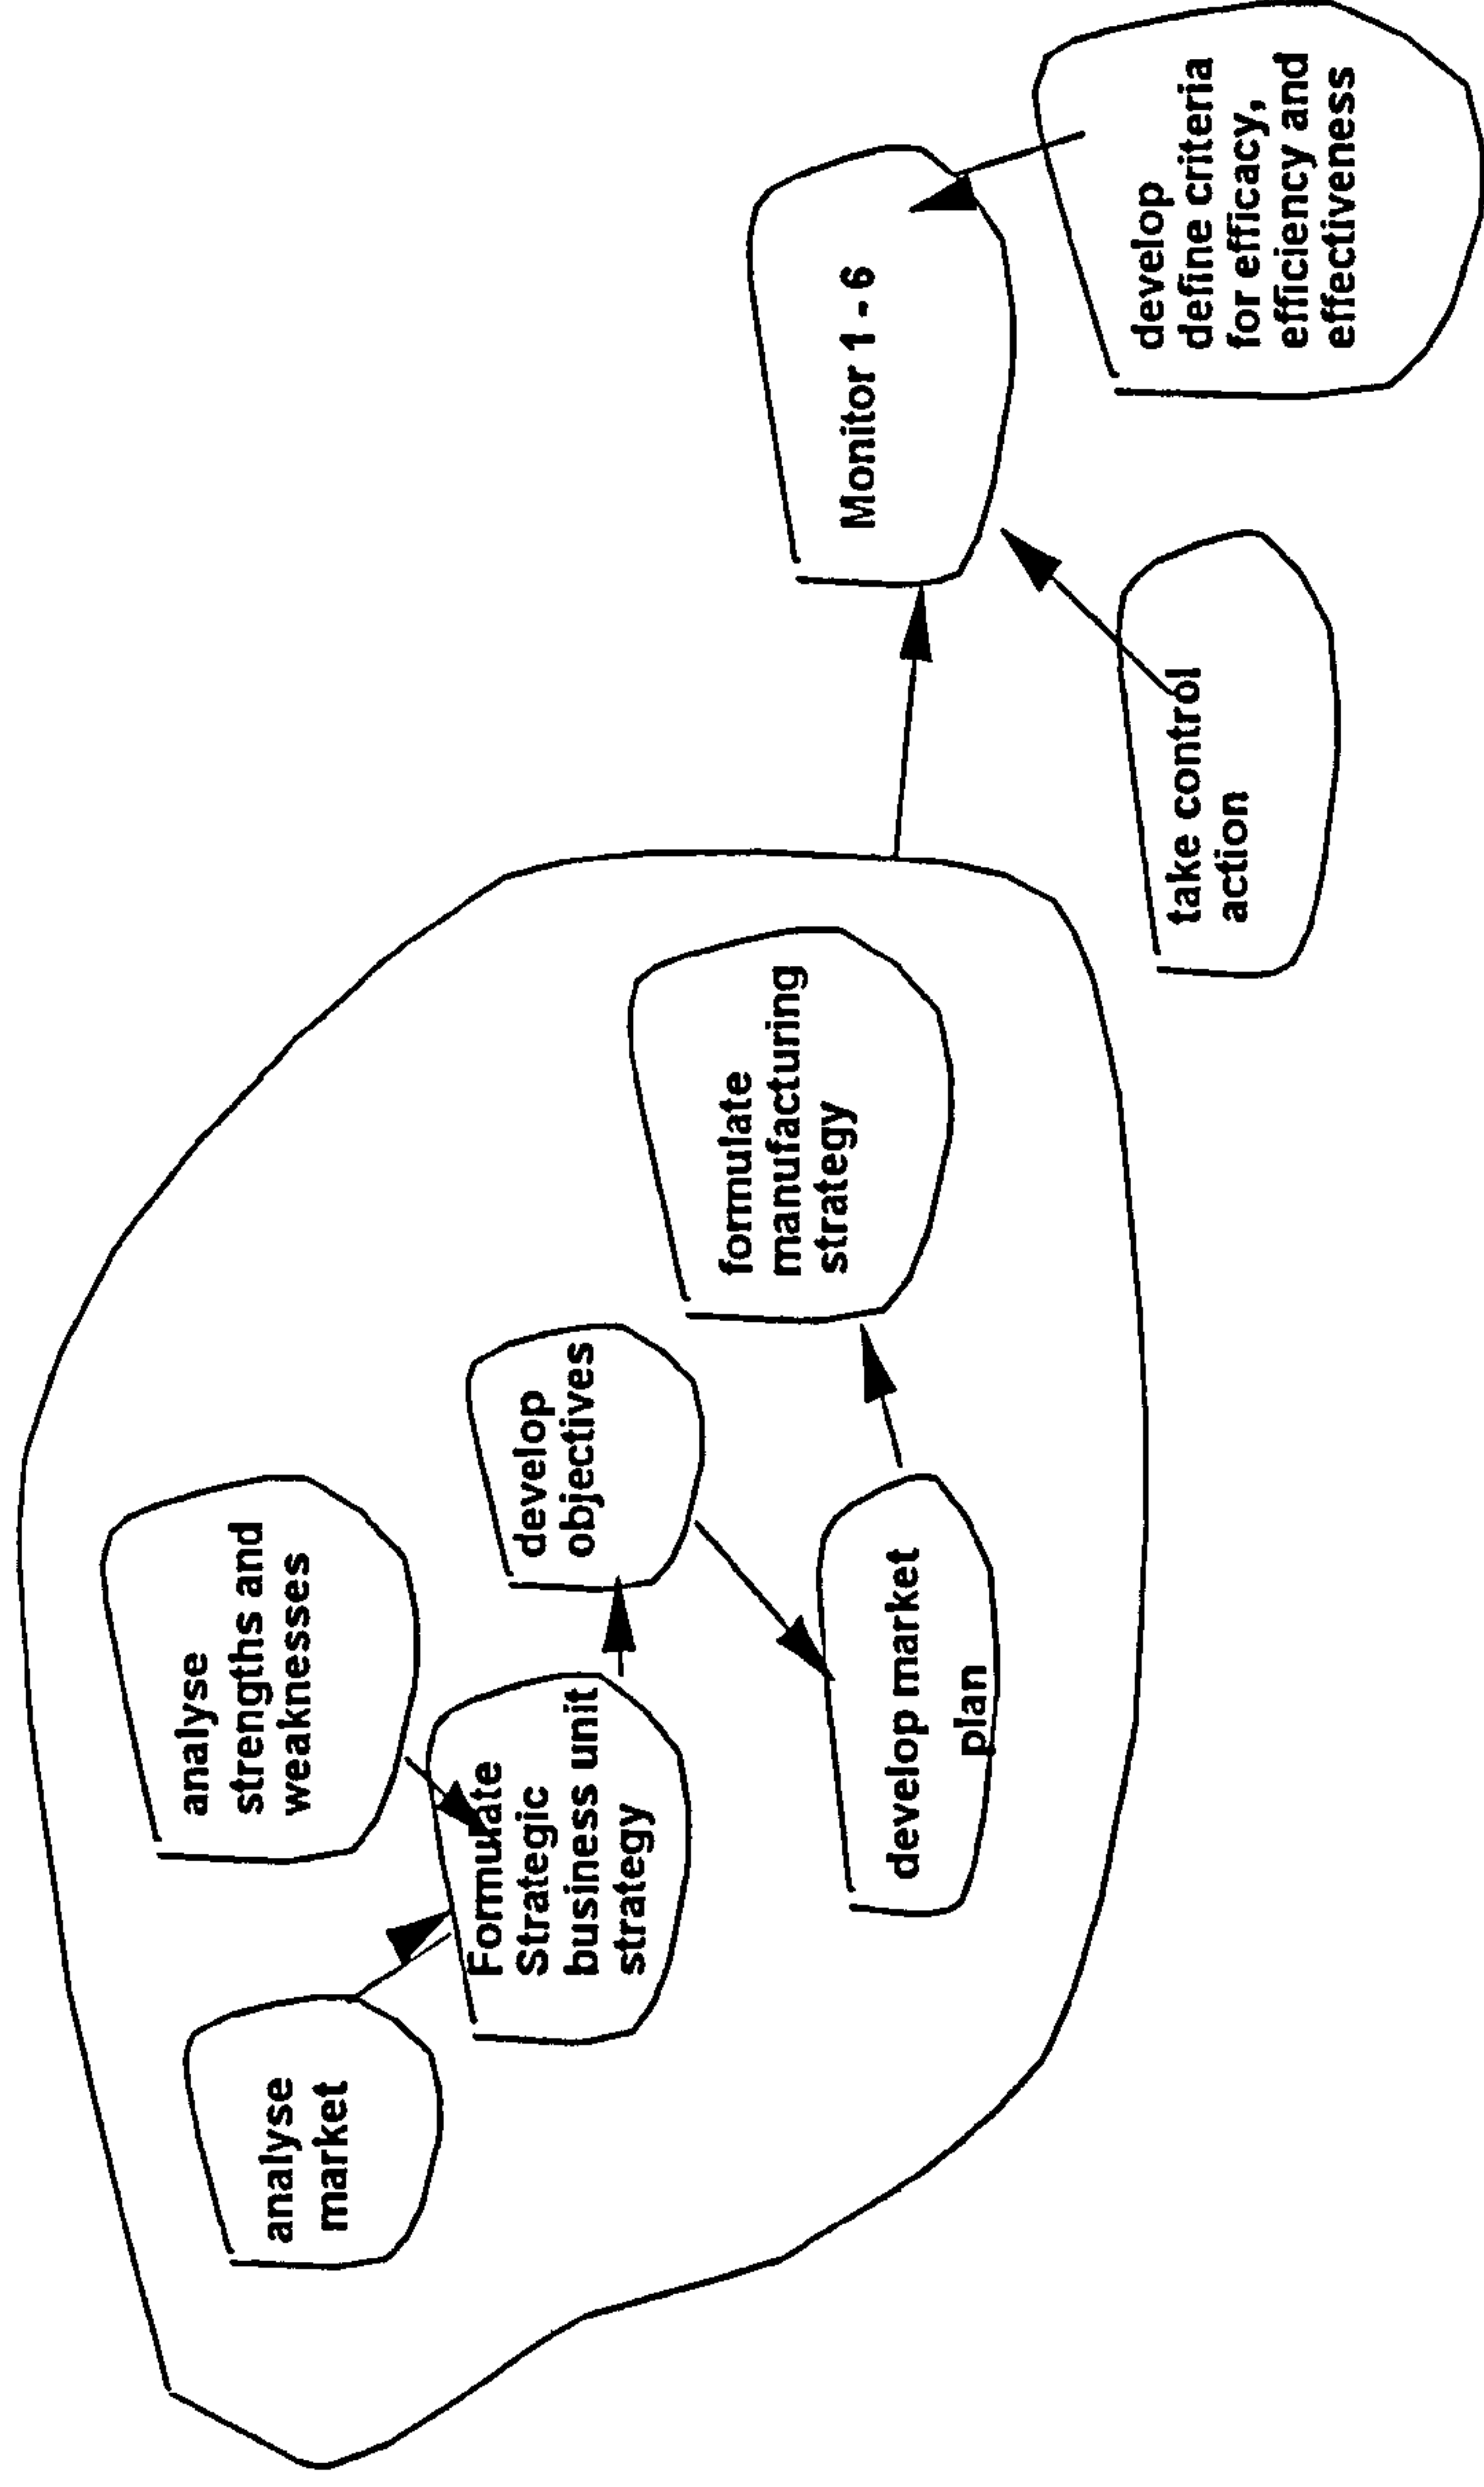 analyse
market
analyse
strengths and
weaknesses
Formulate
Strategic
business unit
strategy
develop
objectives
develop market
plan
formulate
manufacturing
strategy
Monitor 1 - 6
take control
action
develop
define criteria
for efficacy,
efficiency and
effectiveness